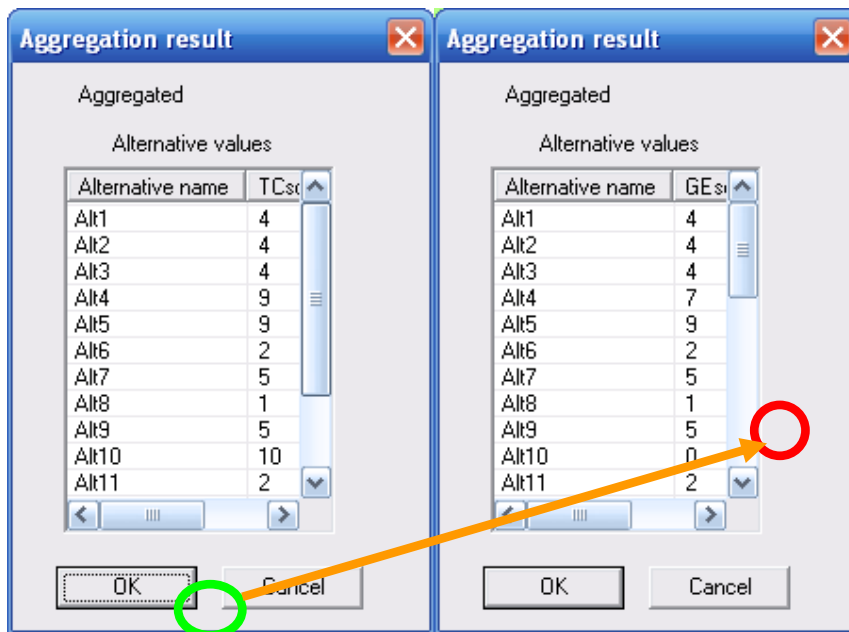 Aggregation result
Aggregated
Alternative values
Alternative name TCsc
Alt1 4
Alt2 4
Alt3 4
Alt4 9
Alt5 9
Alt6 2
Alt7 5
Alt8 1
Alt9 5
Alt10 10
Alt11 2
OK Cancel
Aggregation result
Aggregated
Alternative values
Alternative name GEs
Alt1 4
Alt2 4
Alt3 4
Alt4 7
Alt5 9
Alt6 2
Alt7 5
Alt8 1
Alt9 5
Alt10 0
Alt11 2
OK Cancel